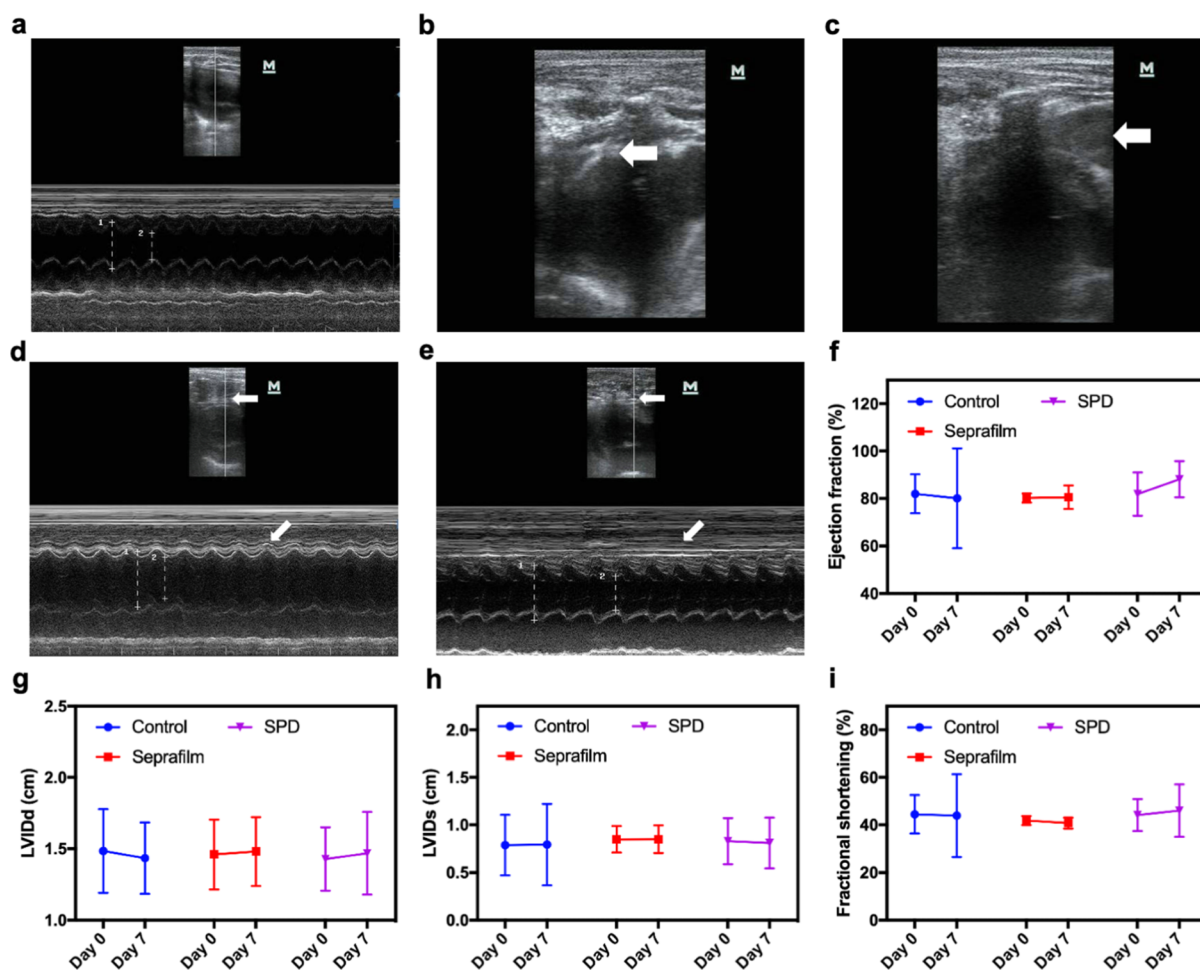 a
M
1
2
b
M
c
M
d
M
1
2
e
M
1
2
f
Ejection fraction (%)
120
100
80
60
40
Control
SPD
Seprafilm
Day 0
Day 7
Day 0
Day 7
Day 0
Day 7
g
LVIDd (cm)
2.5
2.0
1.5
1.0
Control
SPD
Seprafilm
Day 0
Day 7
Day 0
Day 7
Day 0
Day 7
h
LVIDs (cm)
2.0
1.5
1.0
0.5
0.0
Control
SPD
Seprafilm
Day 0
Day 7
Day 0
Day 7
Day 0
Day 7
i
Fractional shortening (%)
80
60
40
20
0
Control
SPD
Seprafilm
Day 0
Day 7
Day 0
Day 7
Day 0
Day 7